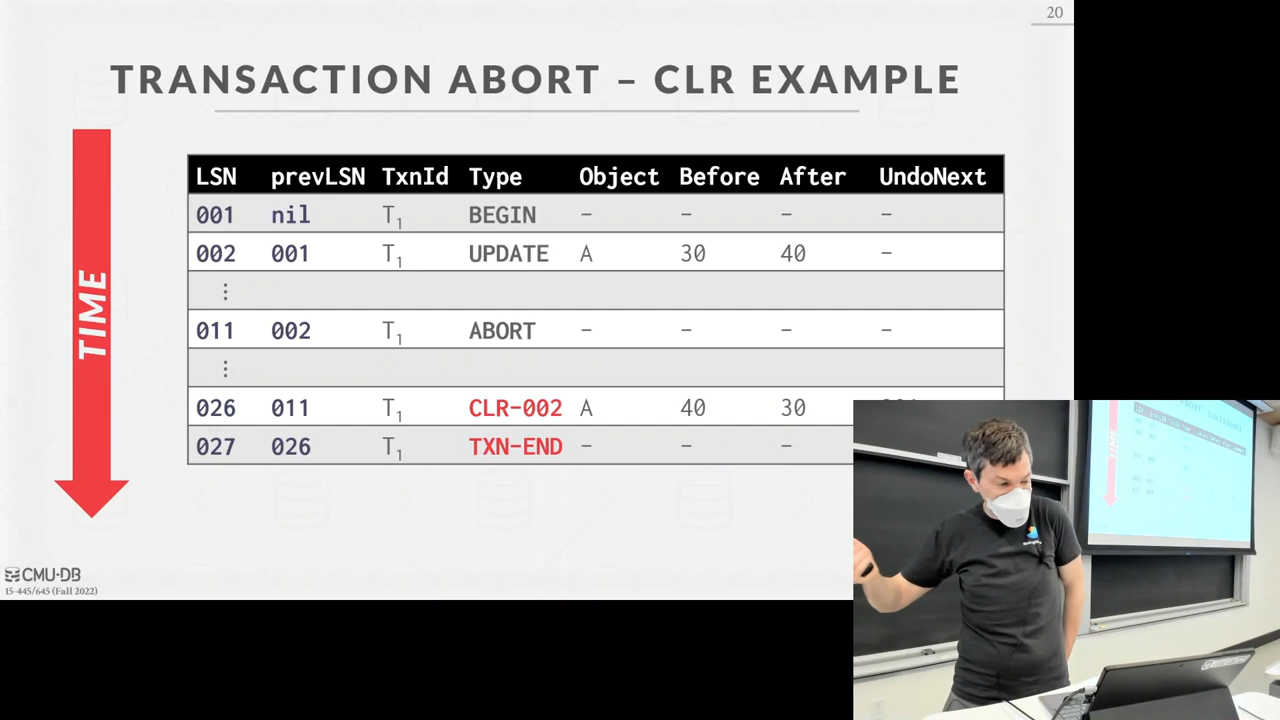 20
TRANSACTION ABORT – CLR EXAMPLE
TIME
LSN prevLSN TxnId Type Object Before After UndoNext
001 nil T1 BEGIN - - - -
002 001 T1 UPDATE A 30 40 -
⋮
011 002 T1 ABORT - - - -
⋮
026 011 T1 CLR-002 A 40 30
027 026 T1 TXN-END - - -
CMU·DB
15-445/645 (Fall 2022)